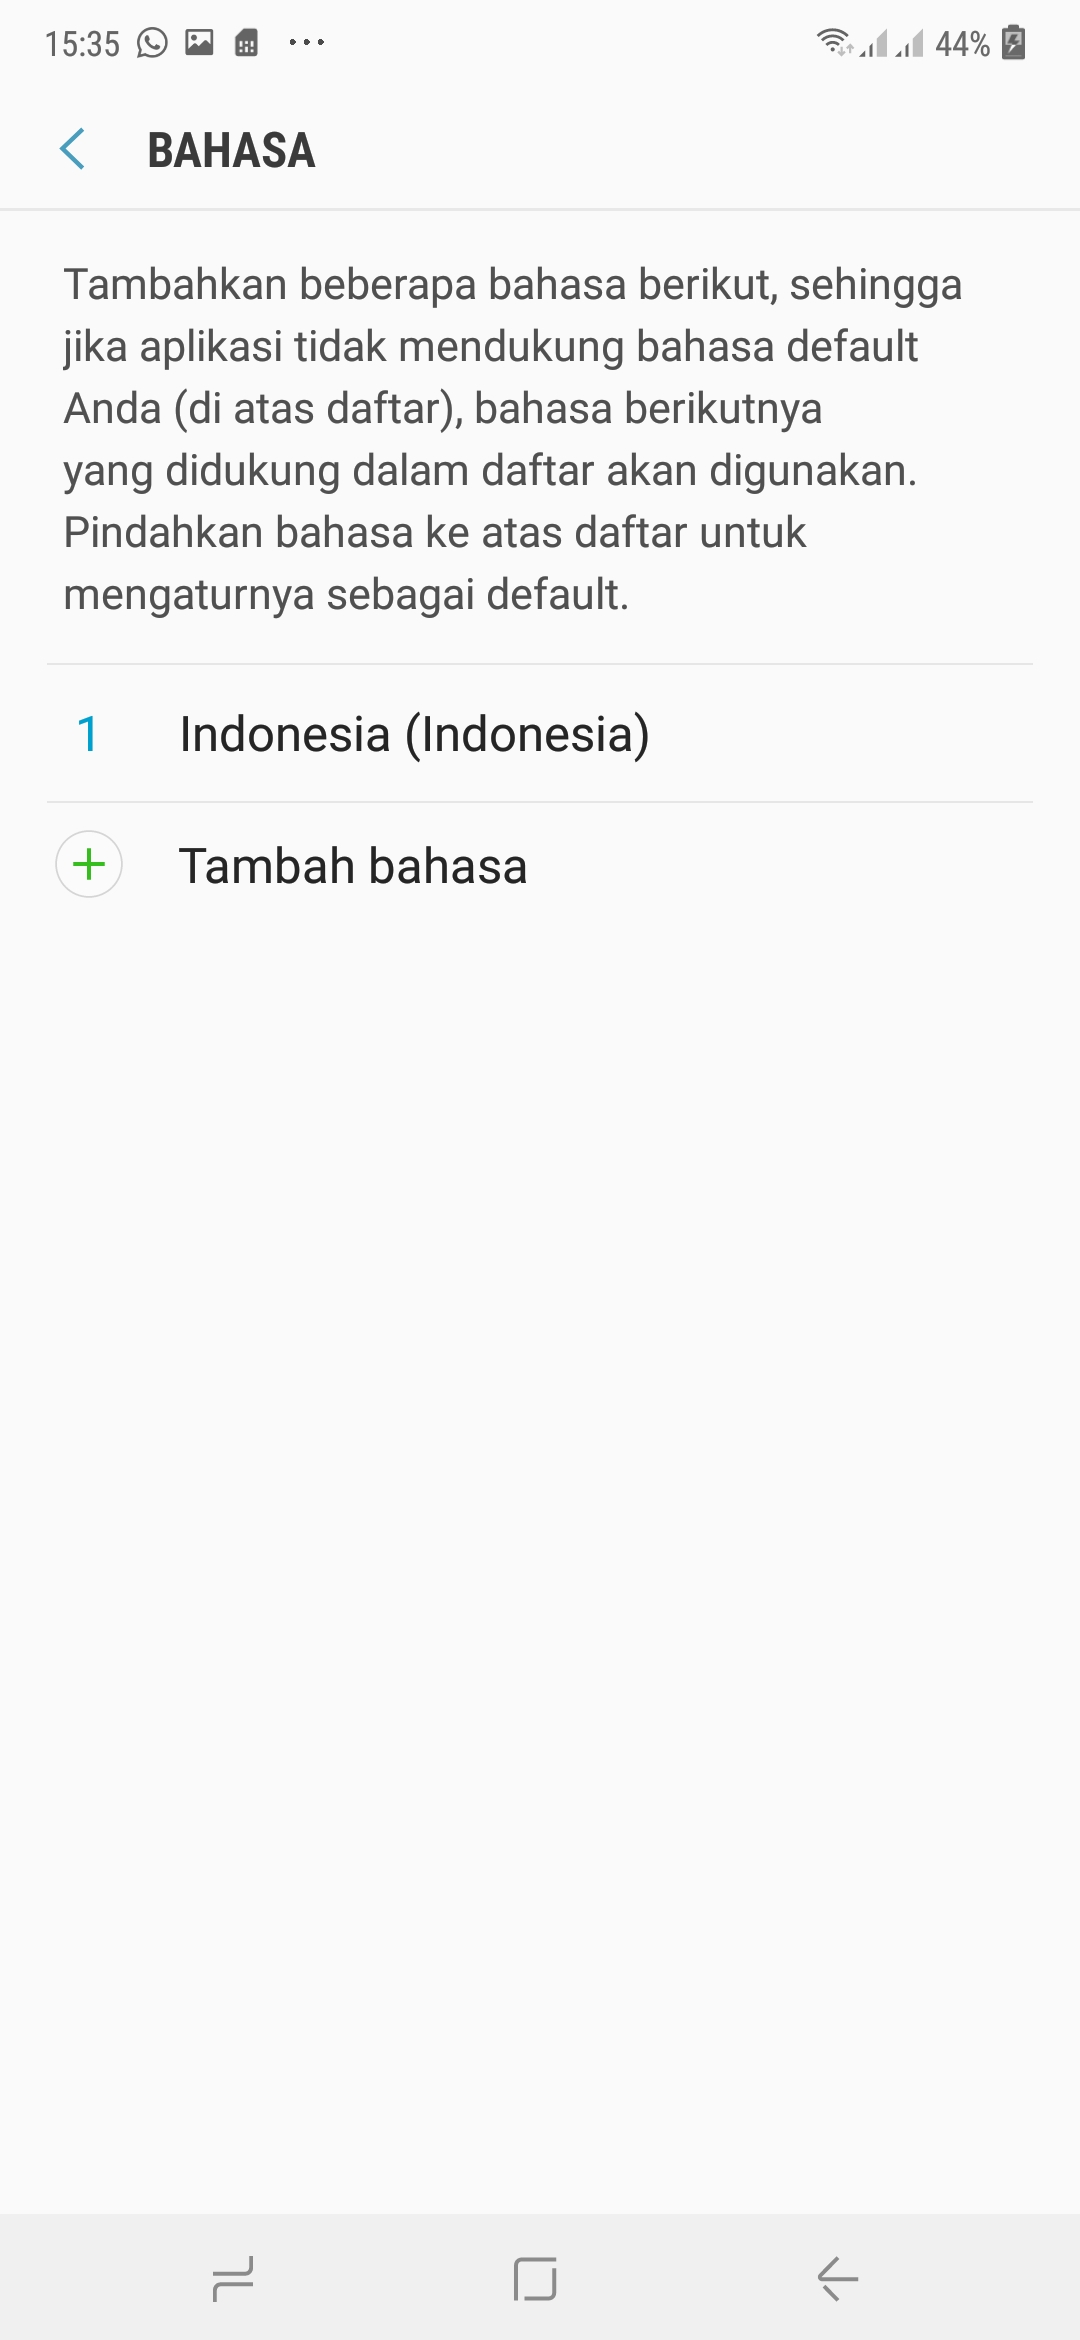 15:35
44%
BAHASA
Tambahkan beberapa bahasa berikut, sehingga
jika aplikasi tidak mendukung bahasa default
Anda (di atas daftar), bahasa berikutnya
yang didukung dalam daftar akan digunakan.
Pindahkan bahasa ke atas daftar untuk
mengaturnya sebagai default.
1 Indonesia (Indonesia)
Tambah bahasa